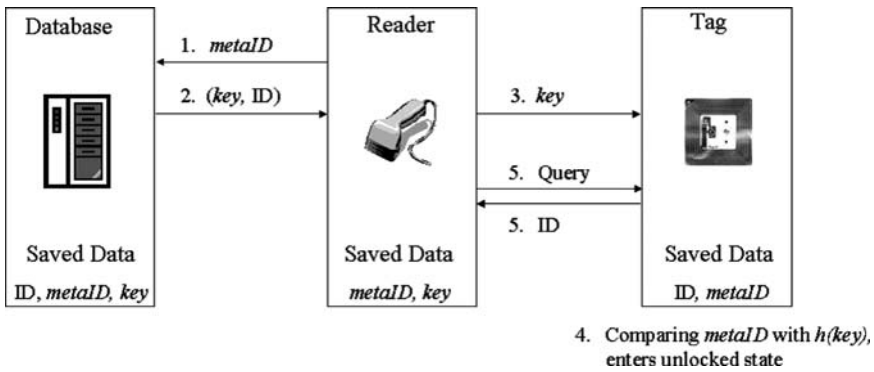 Database
Reader
Tag
1. metaID
2. (key, ID)
3. key
5. Query
5. ID
Saved Data
ID, metaID, key
Saved Data
metaID, key
Saved Data
ID, metaID
4. Comparing metaID with h(key),
enters unlocked state